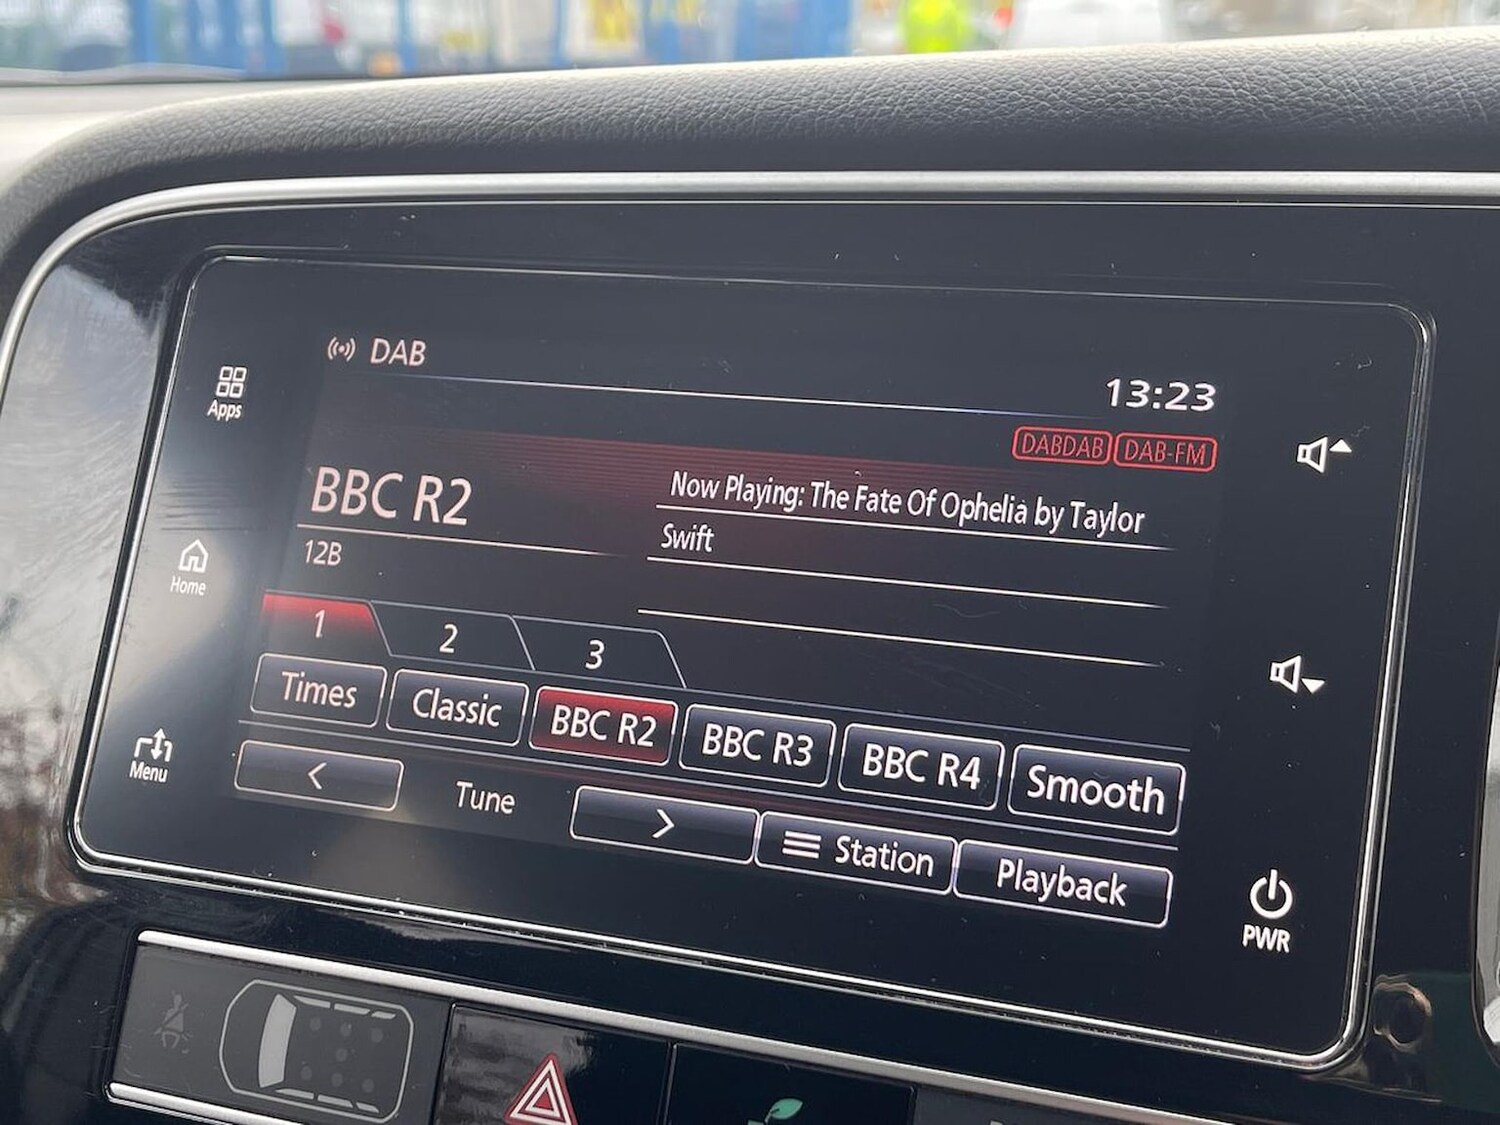 DAB
13:23
Apps
DABDAB DAB-FM
BBC R2
Now Playing: The Fate Of Ophelia by Taylor
Swift
12B
Home
1 2 3
Times Classic BBC R2 BBC R3 BBC R4 Smooth
Menu
< Tune > Station Playback
PWR